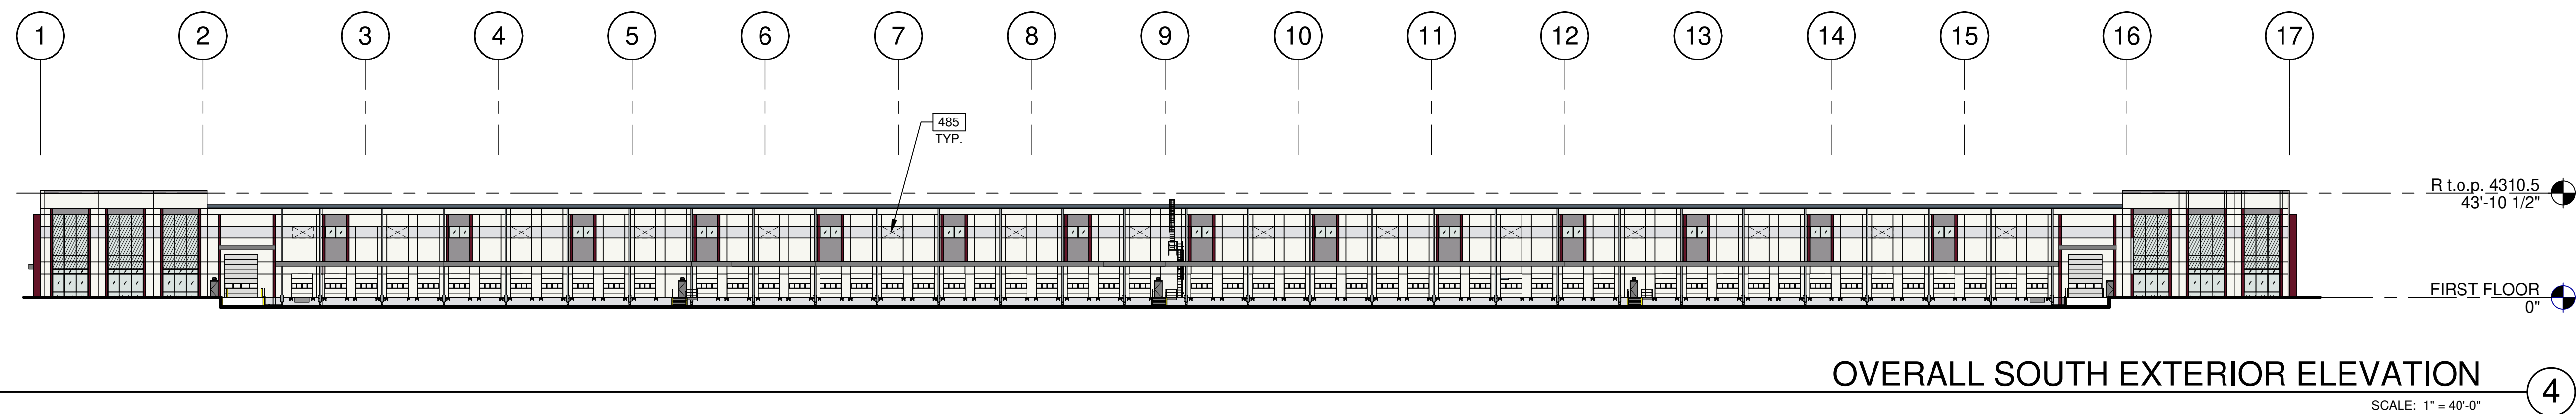 1 2 3 4 5 6 7 8 9 10 11 12 13 14 15 16 17
485
TYP.
R t.o.p. 4310.5
43'-10 1/2"
FIRST FLOOR
0"
OVERALL SOUTH EXTERIOR ELEVATION
4
SCALE: 1" = 40'-0"